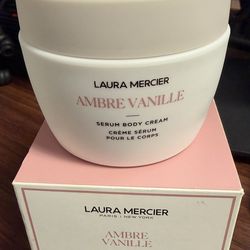 LAURA MERCIER
AMBRE VANILLE
SERUM BODY CREAM
CRÈME SÉRUM
POUR LE CORPS
LAURA MERCIER
PARIS | NEW YORK
AMBRE
VANILLE